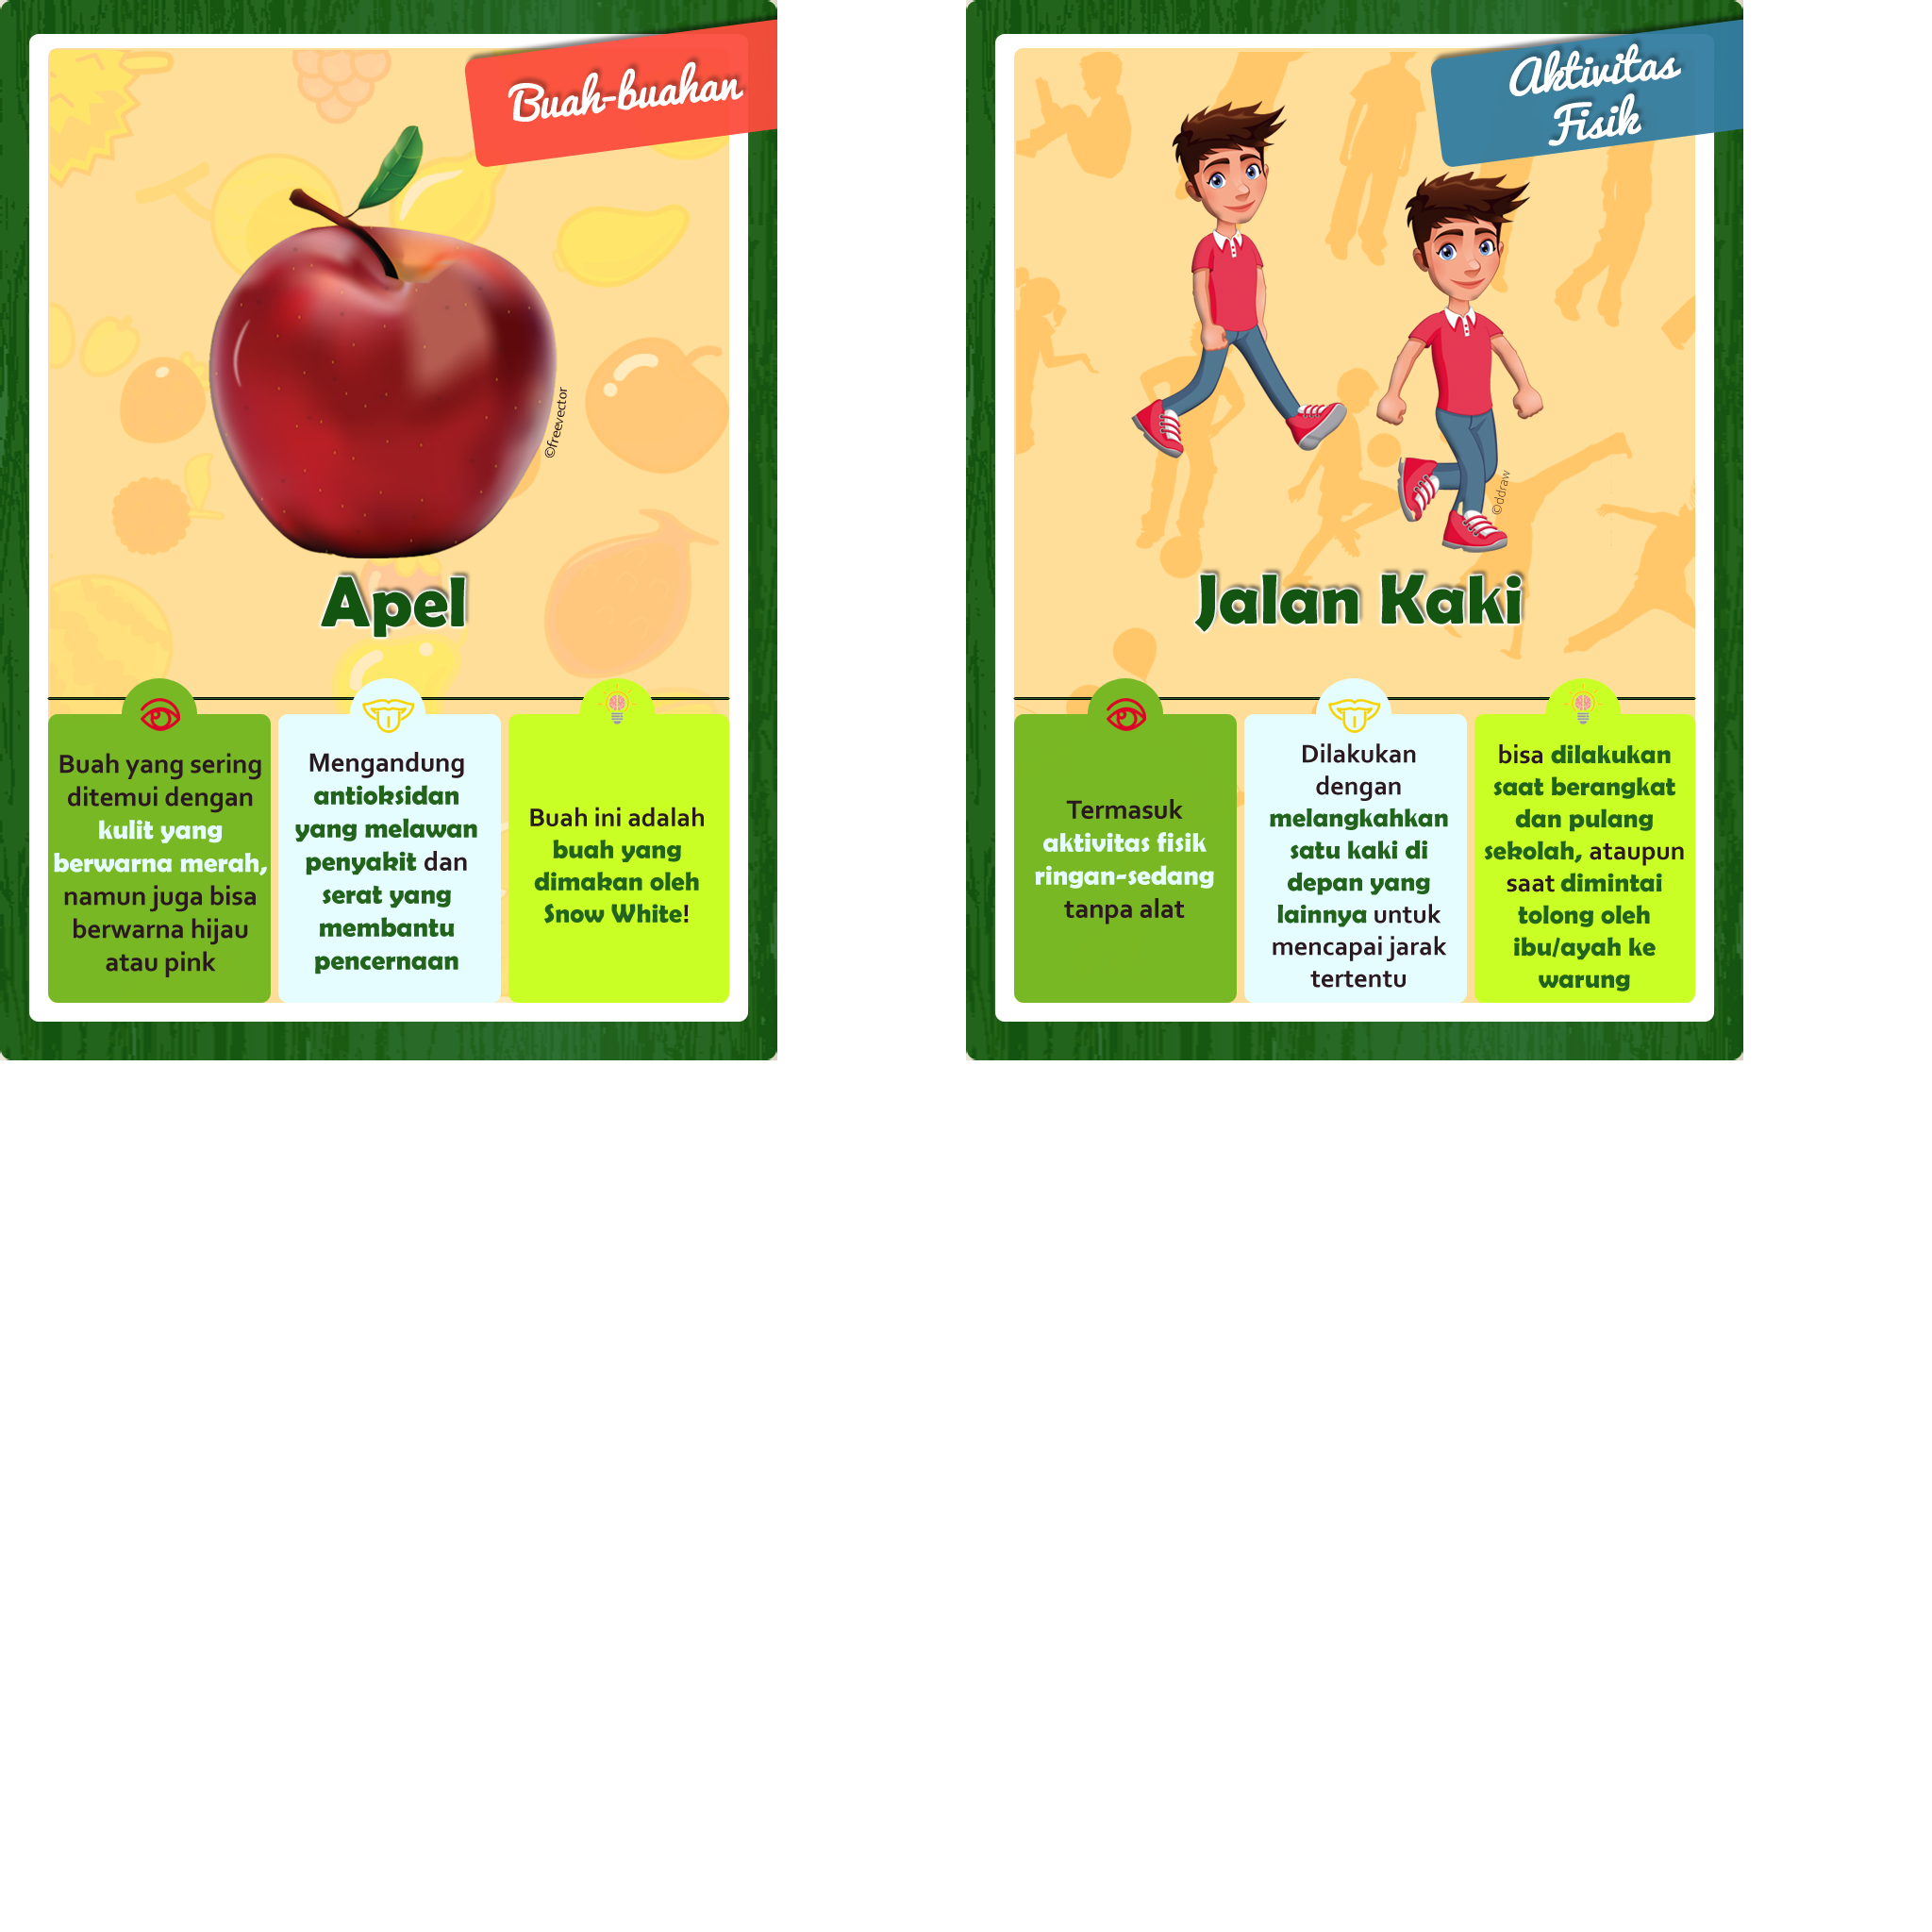 Buah-buahan
©freevector
Apel
Buah yang sering
ditemui dengan
kulit yang
berwarna merah,
namun juga bisa
berwarna hijau
atau pink
Mengandung
antioksidan
yang melawan
penyakit dan
serat yang
membantu
pencernaan
Buah ini adalah
buah yang
dimakan oleh
Snow White!
Aktivitas
Fisik
©ddraw
Jalan Kaki
Termasuk
aktivitas fisik
ringan-sedang
tanpa alat
Dilakukan
dengan
melangkahkan
satu kaki di
depan yang
lainnya untuk
mencapai jarak
tertentu
bisa dilakukan
saat berangkat
dan pulang
sekolah, ataupun
saat dimintai
tolong oleh
ibu/ayah ke
warung